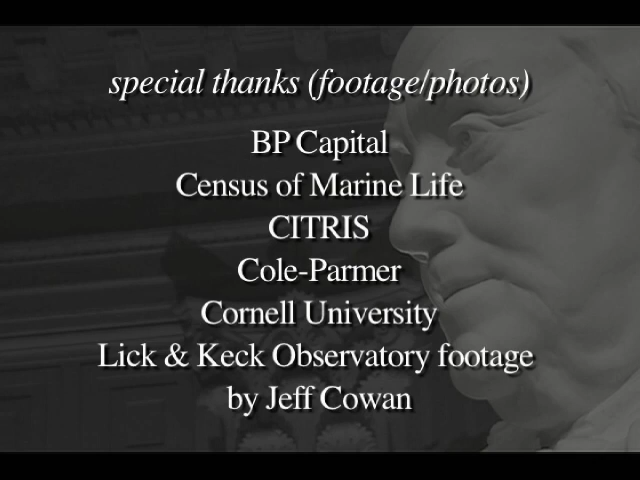 special thanks (footage/photos)
BP Capital
Census of Marine Life
CITRIS
Cole-Parmer
Cornell University
Lick & Keck Observatory footage
by Jeff Cowan